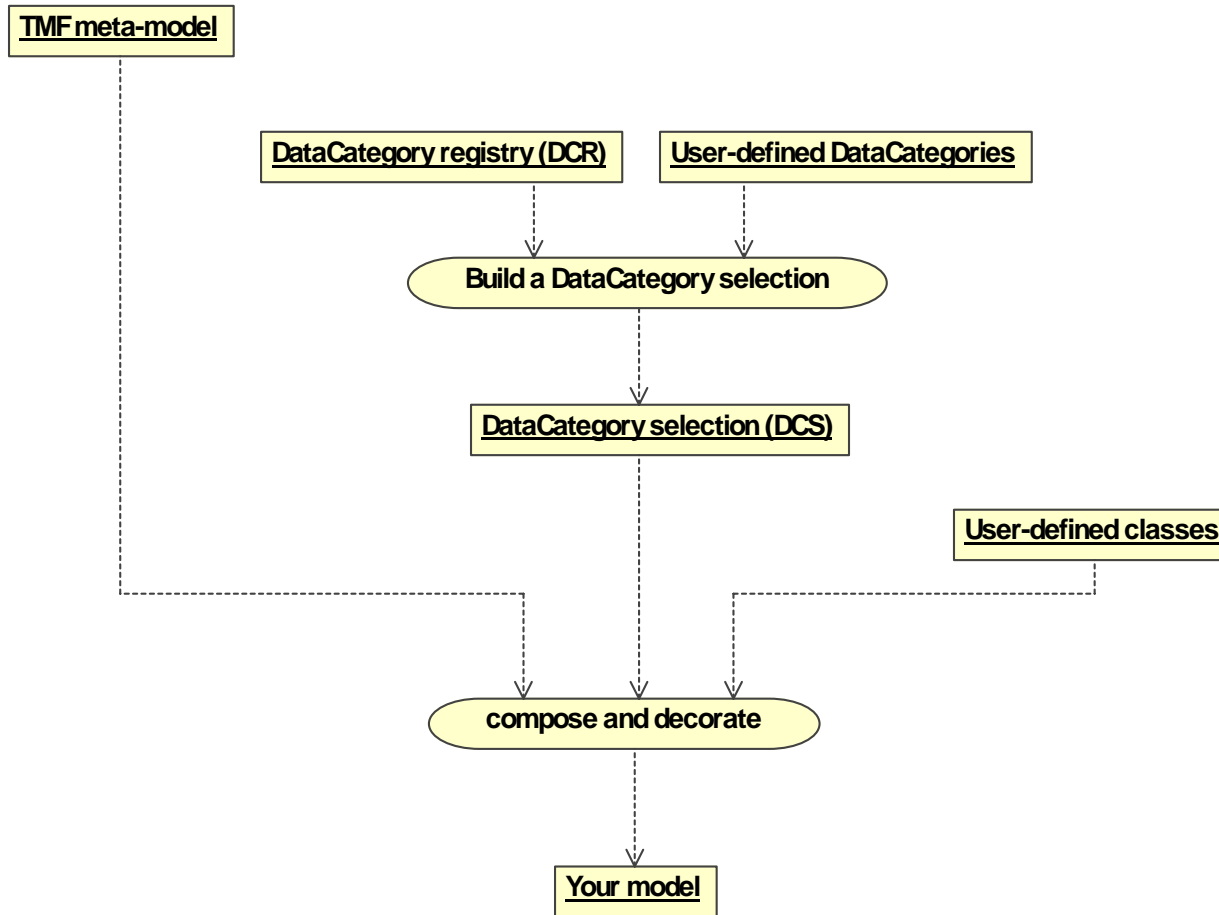 TMF meta-model
DataCategory registry (DCR)
User-defined DataCategories
Build a DataCategory selection
DataCategory selection (DCS)
User-defined classes
compose and decorate
Your model